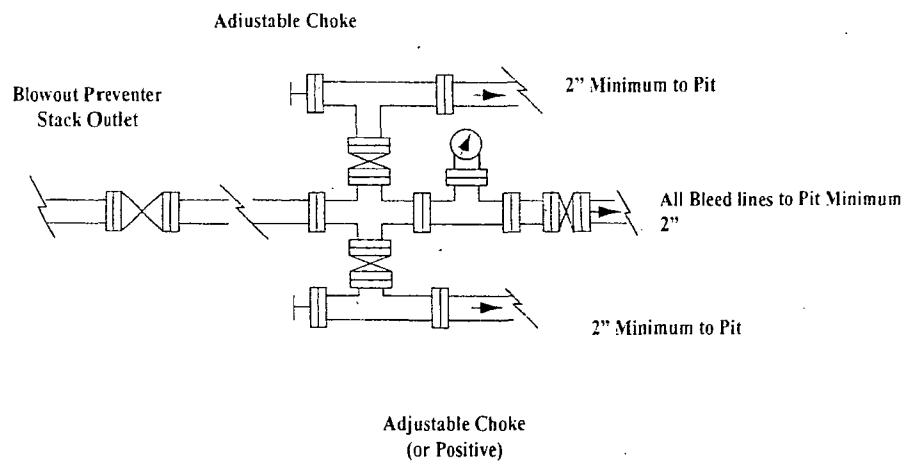 Adjustable Choke
Blowout Preventer
Stack Outlet
2" Minimum to Pit
All Bleed lines to Pit Minimum
2"
2" Minimum to Pit
Adjustable Choke
(or Positive)